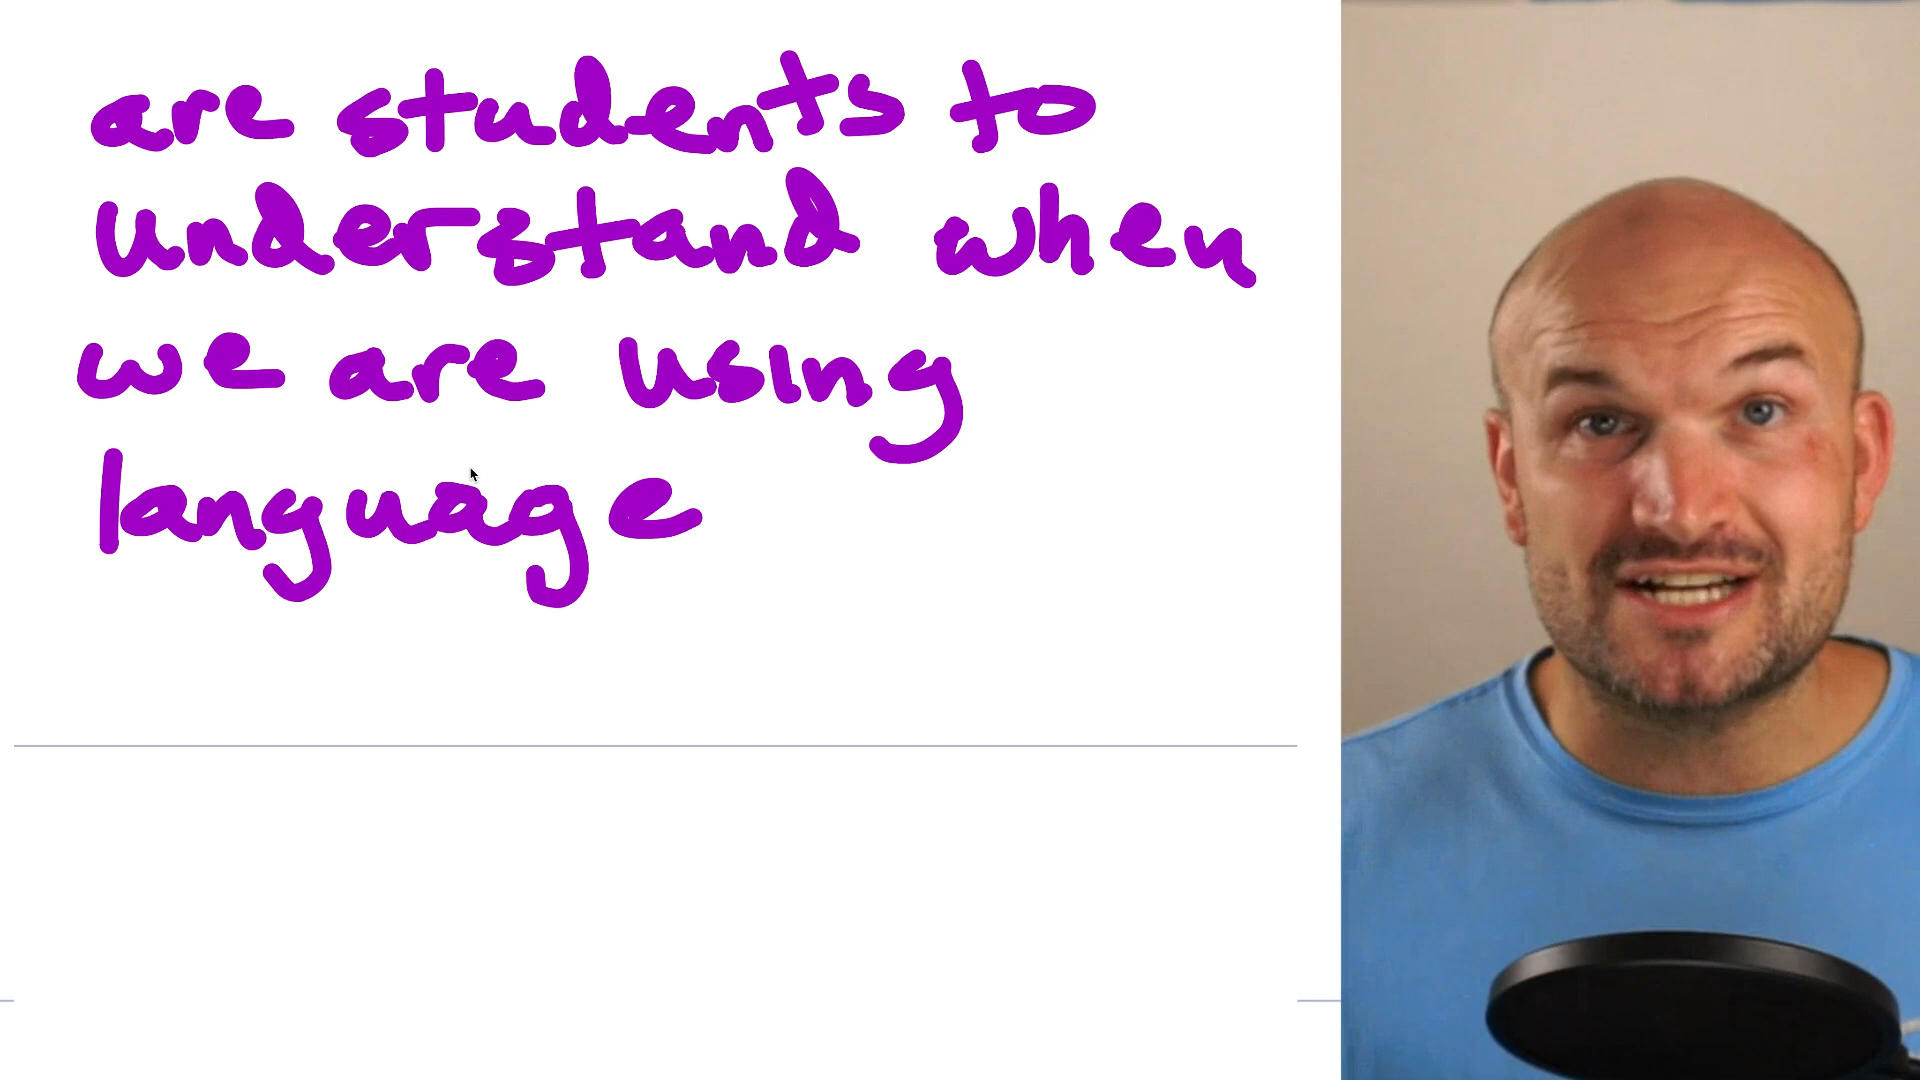 are students to
understand when
we are using
language